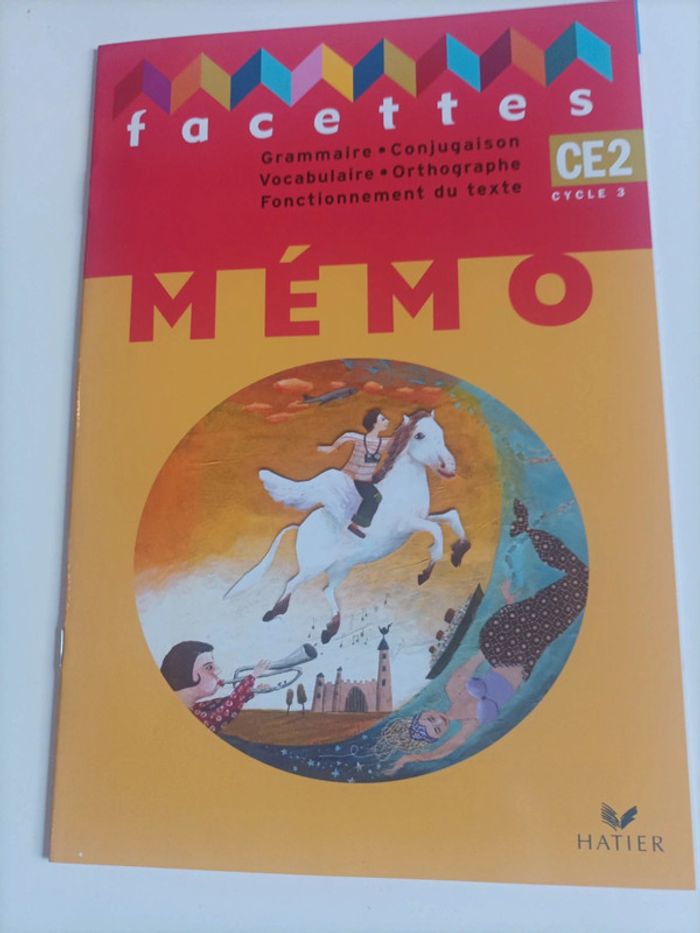 facettes
Grammaire • Conjugaison
Vocabulaire • Orthographe
Fonctionnement du texte
CE2
CYCLE 3
MÉMO
HATIER